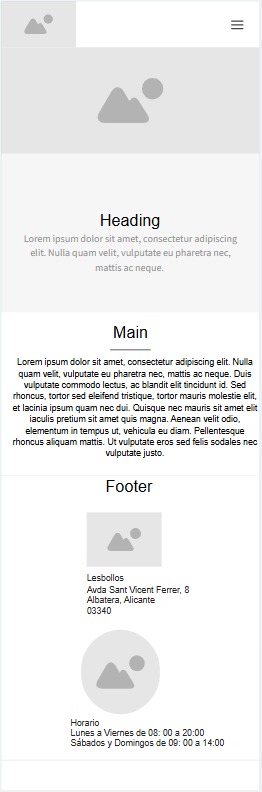 Heading
Lorem ipsum dolor sit amet, consectetur adipiscing
elit. Nulla quam velit, vulputate eu pharetra nec,
mattis ac neque.
Main
Lorem ipsum dolor sit amet, consectetur adipiscing elit. Nulla
quam velit, vulputate eu pharetra nec, mattis ac neque. Duis
vulputate commodo lectus, ac blandit elit tincidunt id. Sed
rhoncus, tortor sed eleifend tristique, tortor mauris molestie elit,
et lacinia ipsum quam nec dui. Quisque nec mauris sit amet elit
iaculis pretium sit amet quis magna. Aenean velit odio,
elementum in tempus ut, vehicula eu diam. Pellentesque
rhoncus aliquam mattis. Ut vulputate eros sed felis sodales nec
vulputate justo.
Footer
Lesbollos
Avda Sant Vicent Ferrer, 8
Albatera, Alicante
03340
Horario
Lunes a Viernes de 08: 00 a 20:00
Sábados y Domingos de 09: 00 a 14:00